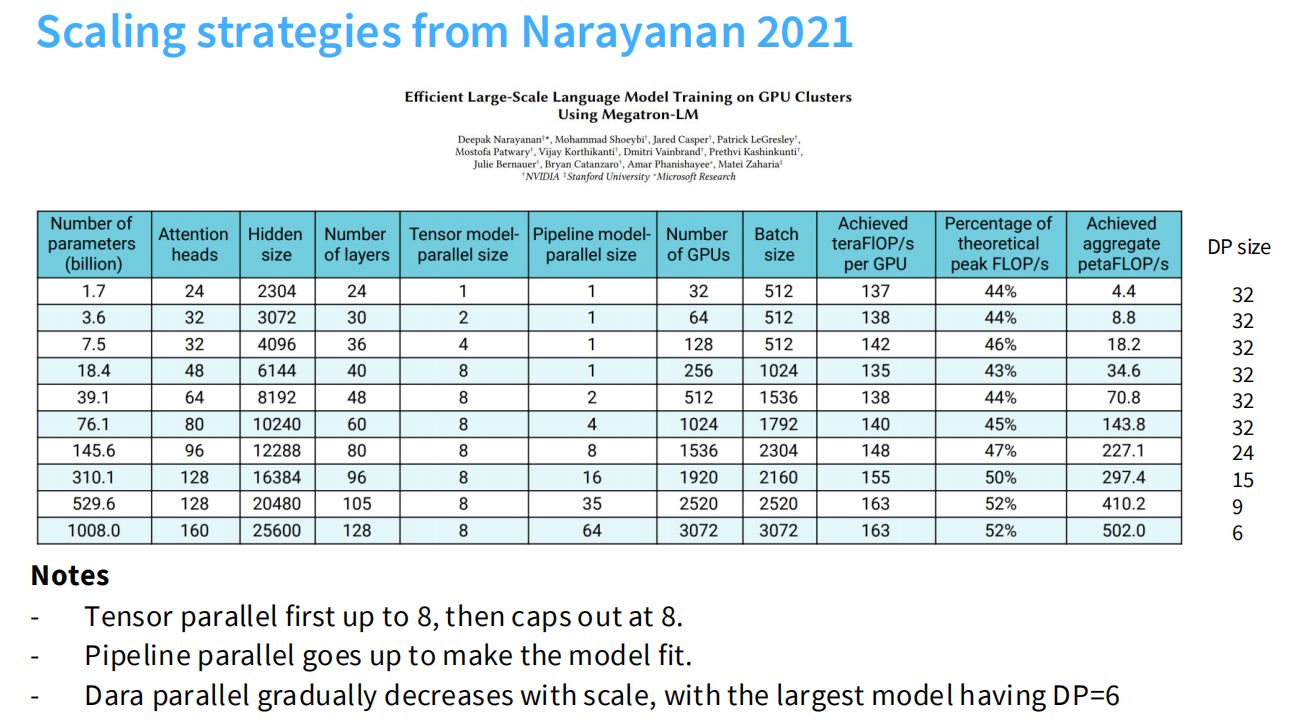 Scaling strategies from Narayanan 2021
Efficient Large-Scale Language Model Training on GPU Clusters
Using Megatron-LM
Deepak Narayanan‡*, Mohammad Shoeybi†, Jared Casper†, Patrick LeGresley†,
Mostofa Patwary†, Vijay Korthikanti†, Dmitri Vainbrand†, Prethvi Kashinkunti†,
Julie Bernauer†, Bryan Catanzaro†, Amar Phanishayee*, Matei Zaharia‡
†NVIDIA ‡Stanford University *Microsoft Research
Number of parameters (billion) Attention heads Hidden size Number of layers Tensor model-parallel size Pipeline model-parallel size Number of GPUs Batch size Achieved teraFlOP/s per GPU Percentage of theoretical peak FLOP/s Achieved aggregate petaFLOP/s DP size
1.7 24 2304 24 1 1 32 512 137 44% 4.4 32
3.6 32 3072 30 2 1 64 512 138 44% 8.8 32
7.5 32 4096 36 4 1 128 512 142 46% 18.2 32
18.4 48 6144 40 8 1 256 1024 135 43% 34.6 32
39.1 64 8192 48 8 2 512 1536 138 44% 70.8 32
76.1 80 10240 60 8 4 1024 1792 140 45% 143.8 32
145.6 96 12288 80 8 8 1536 2304 148 47% 227.1 24
310.1 128 16384 96 8 16 1920 2160 155 50% 297.4 15
529.6 128 20480 105 8 35 2520 2520 163 52% 410.2 9
1008.0 160 25600 128 8 64 3072 3072 163 52% 502.0 6
Notes
- Tensor parallel first up to 8, then caps out at 8.
- Pipeline parallel goes up to make the model fit.
- Dara parallel gradually decreases with scale, with the largest model having DP=6